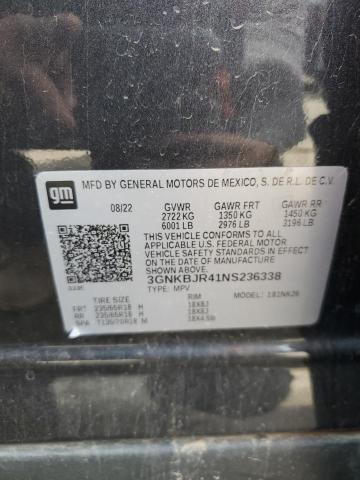 gm
MFD BY GENERAL MOTORS DE MEXICO, S. DE R.L. DE C.V.
08/22 GVWR GAWR FRT GAWR RR
2722 KG 1350 KG 1450 KG
6001 LB 2976 LB 3196 LB
THIS VEHICLE CONFORMS TO ALL
APPLICABLE U.S. FEDERAL MOTOR
VEHICLE SAFETY STANDARDS IN EFFECT ON
THE DATE OF MANUFACTURE SHOWN ABOVE.
3GNKBJR41NS236338
TYPE: MPV MODEL: 1B1NK26
TIRE SIZE RIM
FRT 235/65R18 H 18X8J
RR 235/65R18 H 18X8J
SPA T135/70R18 M 18X4.5B